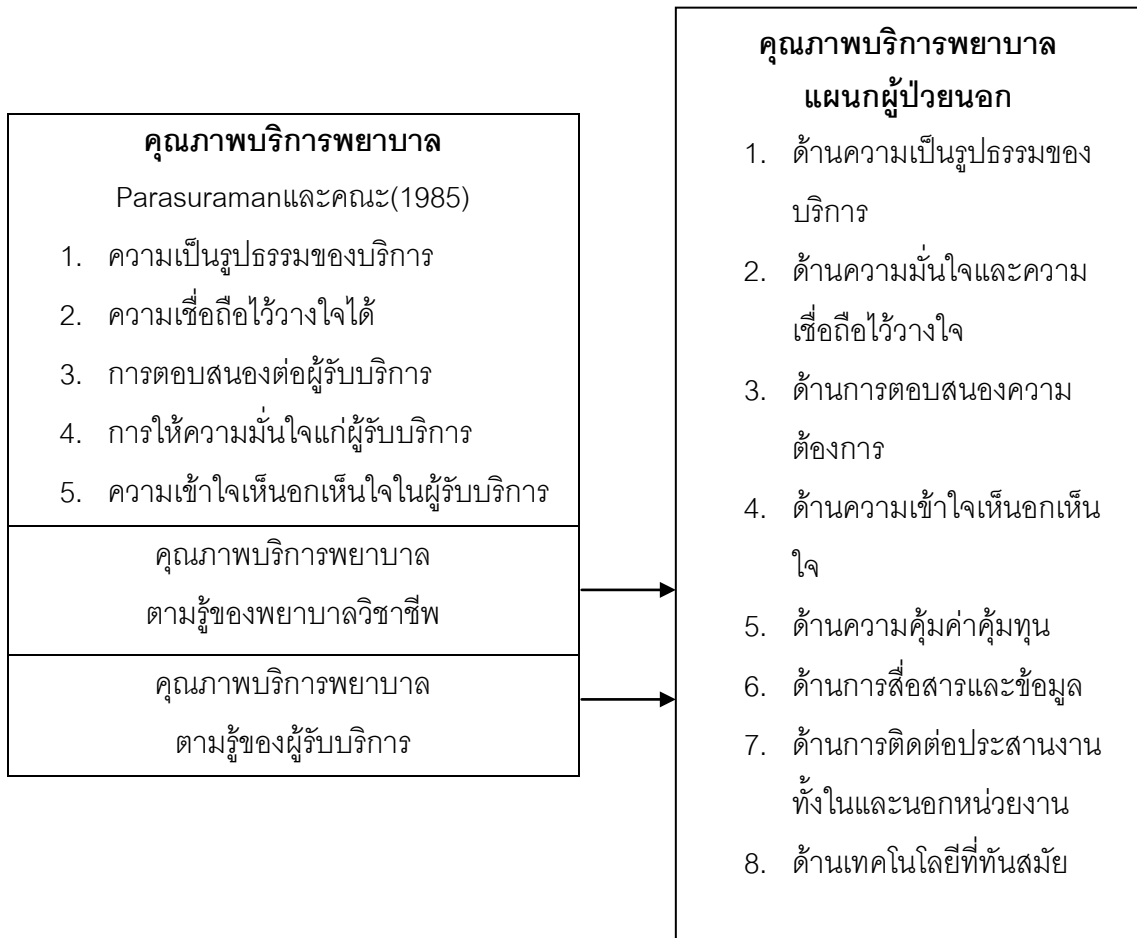 คุณภาพบริการพยาบาล
Parasuramanและคณะ(1985)
1. ความเป็นรูปธรรมของบริการ
2. ความเชื่อถือไว้วางใจได้
3. การตอบสนองต่อผู้รับบริการ
4. การให้ความมั่นใจแก่ผู้รับบริการ
5. ความเข้าใจเห็นอกเห็นใจในผู้รับบริการ
คุณภาพบริการพยาบาล
ตามรู้ของพยาบาลวิชาชีพ
คุณภาพบริการพยาบาล
ตามรู้ของผู้รับบริการ
คุณภาพบริการพยาบาล
แผนกผู้ป่วยนอก
1. ด้านความเป็นรูปธรรมของ
บริการ
2. ด้านความมั่นใจและความ
เชื่อถือไว้วางใจ
3. ด้านการตอบสนองความ
ต้องการ
4. ด้านความเข้าใจเห็นอกเห็น
ใจ
5. ด้านความคุ้มค่าคุ้มทุน
6. ด้านการสื่อสารและข้อมูล
7. ด้านการติดต่อประสานงาน
ทั้งในและนอกหน่วยงาน
8. ด้านเทคโนโลยีที่ทันสมัย